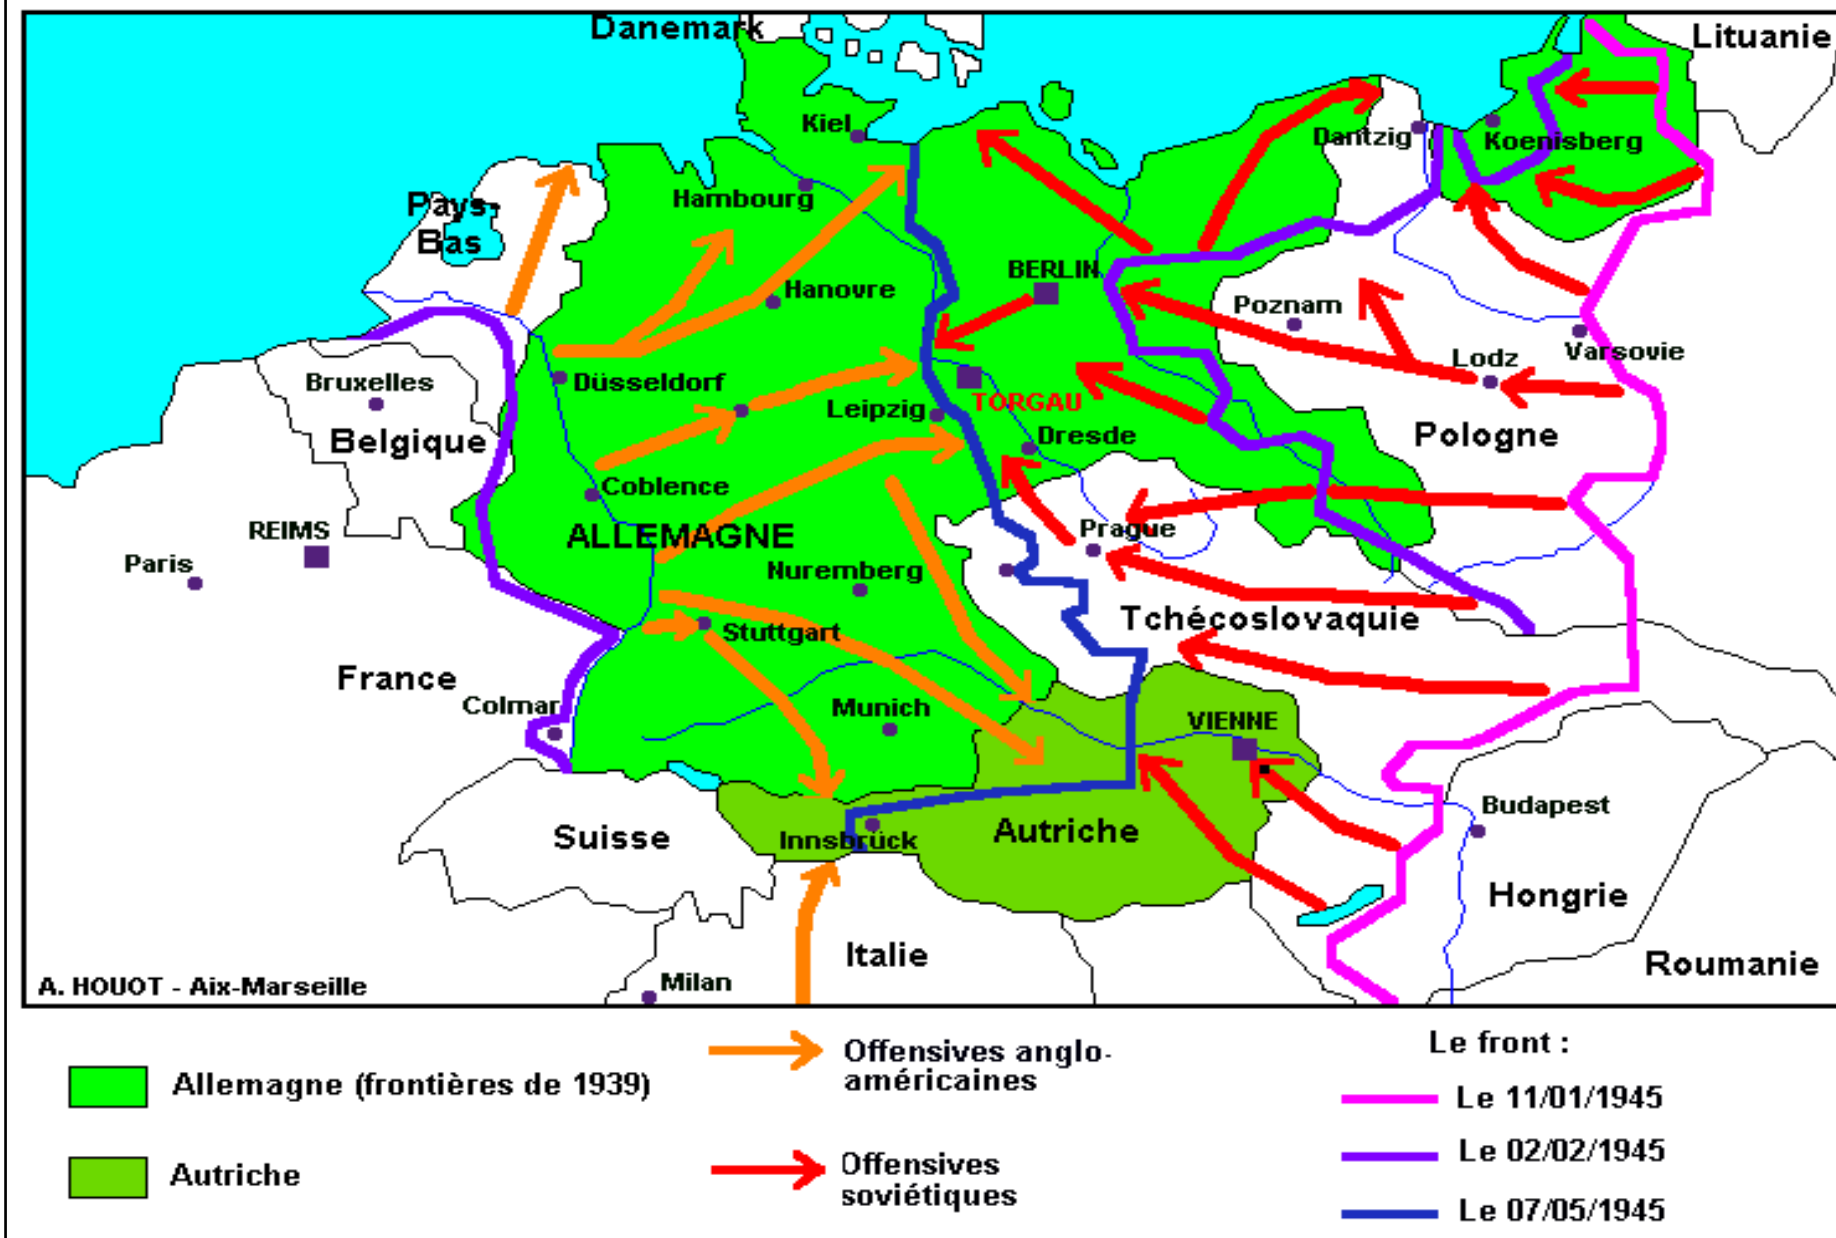 Danemark
Lituanie
Kiel
Dantzig
Koenisberg
Hambourg
Pays-
Bas
BERLIN
Hanovre
Poznam
Varsovie
Lodz
Bruxelles
Düsseldorf
Leipzig
TORGAU
Belgique
Dresde
Pologne
Coblence
REIMS
ALLEMAGNE
Prague
Paris
Nuremberg
Tchécoslovaquie
Stuttgart
France
Colmar
Munich
VIENNE
Budapest
Suisse
Innsbrück
Autriche
Hongrie
Italie
Roumanie
A. HOUOT - Aix-Marseille
Milan
Allemagne (frontières de 1939)
Autriche
Offensives anglo-
américaines
Offensives
soviétiques
Le front :
Le 11/01/1945
Le 02/02/1945
Le 07/05/1945